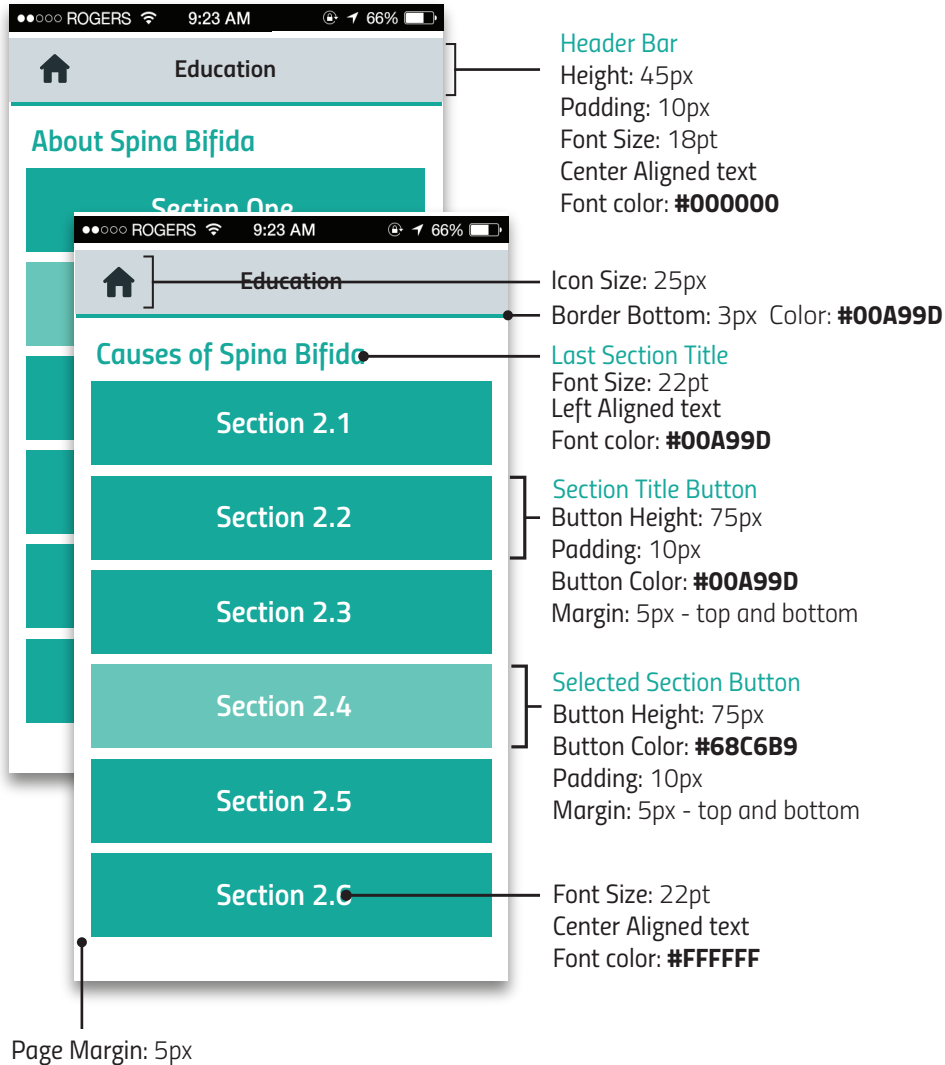 ROGERS 9:23 AM 66%
Education
About Spina Bifida
Section One
ROGERS 9:23 AM 66%
Education
Causes of Spina Bifida
Section 2.1
Section 2.2
Section 2.3
Section 2.4
Section 2.5
Section 2.6
Page Margin: 5px
Header Bar
Height: 45px
Padding: 10px
Font Size: 18pt
Center Aligned text
Font color: #000000
Icon Size: 25px
Border Bottom: 3px Color: #00A99D
Last Section Title
Font Size: 22pt
Left Aligned text
Font color: #00A99D
Section Title Button
Button Height: 75px
Padding: 10px
Button Color: #00A99D
Margin: 5px - top and bottom
Selected Section Button
Button Height: 75px
Button Color: #68C6B9
Padding: 10px
Margin: 5px - top and bottom
Font Size: 22pt
Center Aligned text
Font color: #FFFFFF